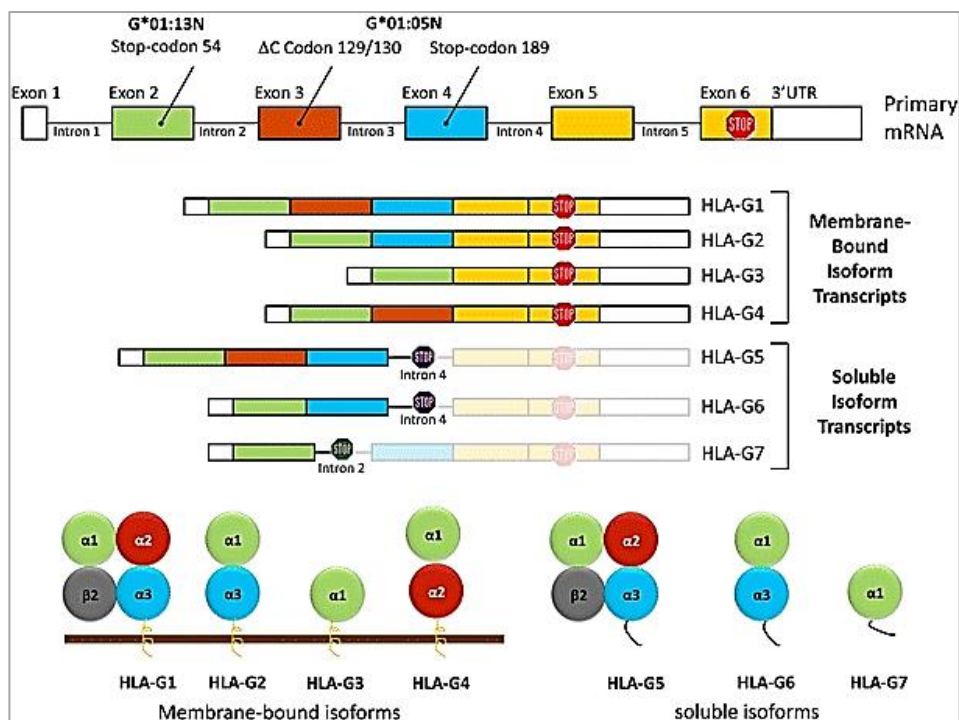 G*01:13N
Stop-codon 54
G*01:05N
ΔC Codon 129/130
Stop-codon 189
Exon 1
Exon 2
Exon 3
Exon 4
Exon 5
Exon 6
3'UTR
Intron 1
Intron 2
Intron 3
Intron 4
Intron 5
STOP
Primary
mRNA
STOP
HLA-G1
STOP
HLA-G2
STOP
HLA-G3
STOP
HLA-G4
Membrane-
Bound
Isoform
Transcripts
STOP
Intron 4
STOP
HLA-G5
STOP
Intron 4
STOP
HLA-G6
STOP
Intron 2
STOP
HLA-G7
Soluble
Isoform
Transcripts
α1 α2
β2 α3
α1
α3
α1
α1
α2
α1 α2
β2 α3
α1
α3
α1
HLA-G1 HLA-G2 HLA-G3 HLA-G4
Membrane-bound isoforms
HLA-G5 HLA-G6 HLA-G7
soluble isoforms